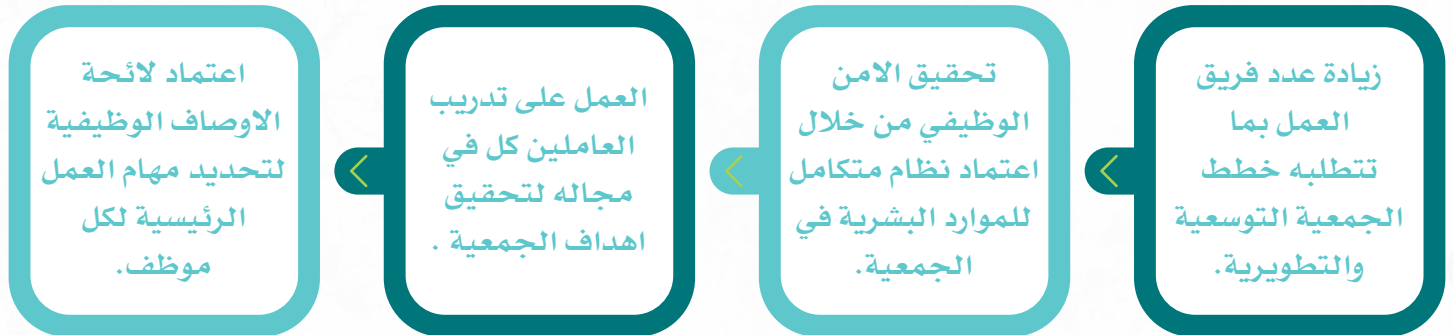 زيادة عدد فريق
العمل بما
تتطلبه خطط
الجمعية التوسعية
والتطويرية.
تحقيق الامن
الوظيفي من خلال
اعتماد نظام متكامل
للموارد البشرية في
الجمعية.
العمل على تدريب
العاملين كل في
مجاله لتحقيق
اهداف الجمعية .
اعتماد لائحة
الاوصاف الوظيفية
لتحديد مهام العمل
الرئيسية لكل
موظف.